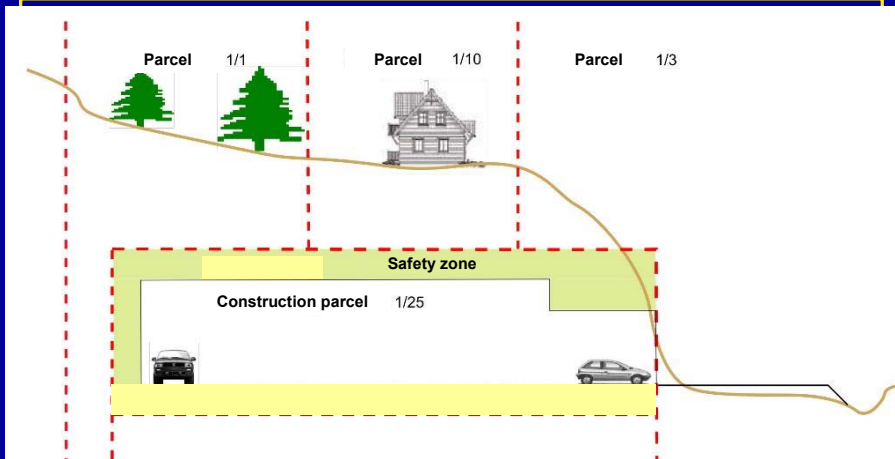 Parcel 1/1 Parcel 1/10 Parcel 1/3
Safety zone
Construction parcel 1/25